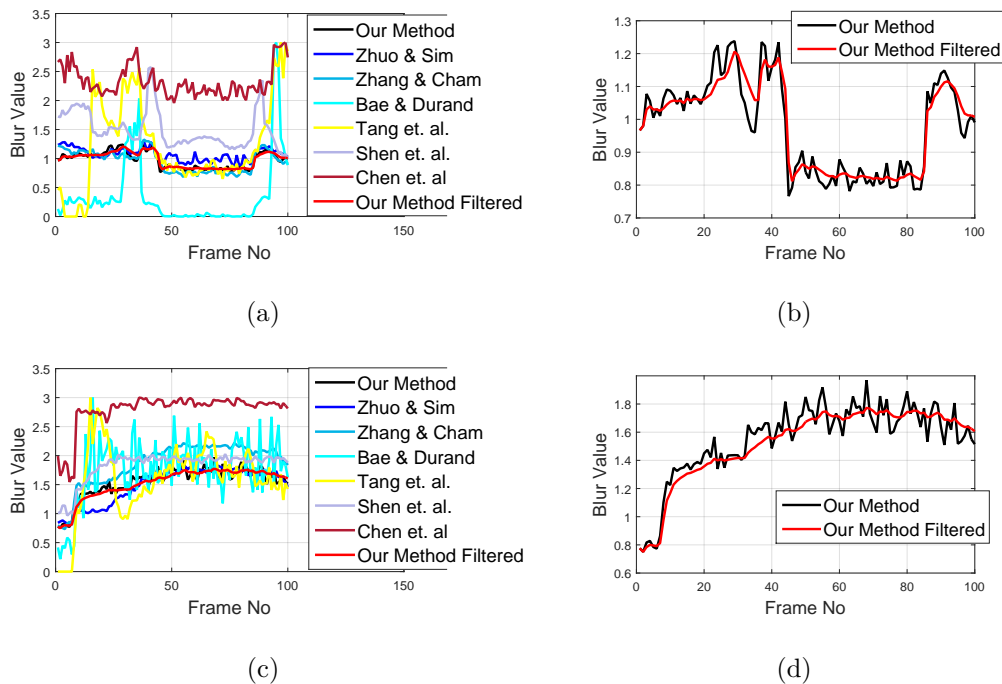 3.5
3
2.5
2
1.5
1
0.5
0
0
50
100
150
Blur Value
Frame No
Our Method
Zhuo & Sim
Zhang & Cham
Bae & Durand
Tang et. al.
Shen et. al.
Chen et. al
Our Method Filtered
(a)
1.3
1.2
1.1
1
0.9
0.8
0.7
0
20
40
60
80
100
Blur Value
Frame No
Our Method
Our Method Filtered
(b)
3.5
3
2.5
2
1.5
1
0.5
0
0
50
100
150
Blur Value
Frame No
Our Method
Zhuo & Sim
Zhang & Cham
Bae & Durand
Tang et. al.
Shen et. al.
Chen et. al
Our Method Filtered
(c)
1.8
1.6
1.4
1.2
1
0.8
0.6
0
20
40
60
80
100
Blur Value
Frame No
Our Method
Our Method Filtered
(d)